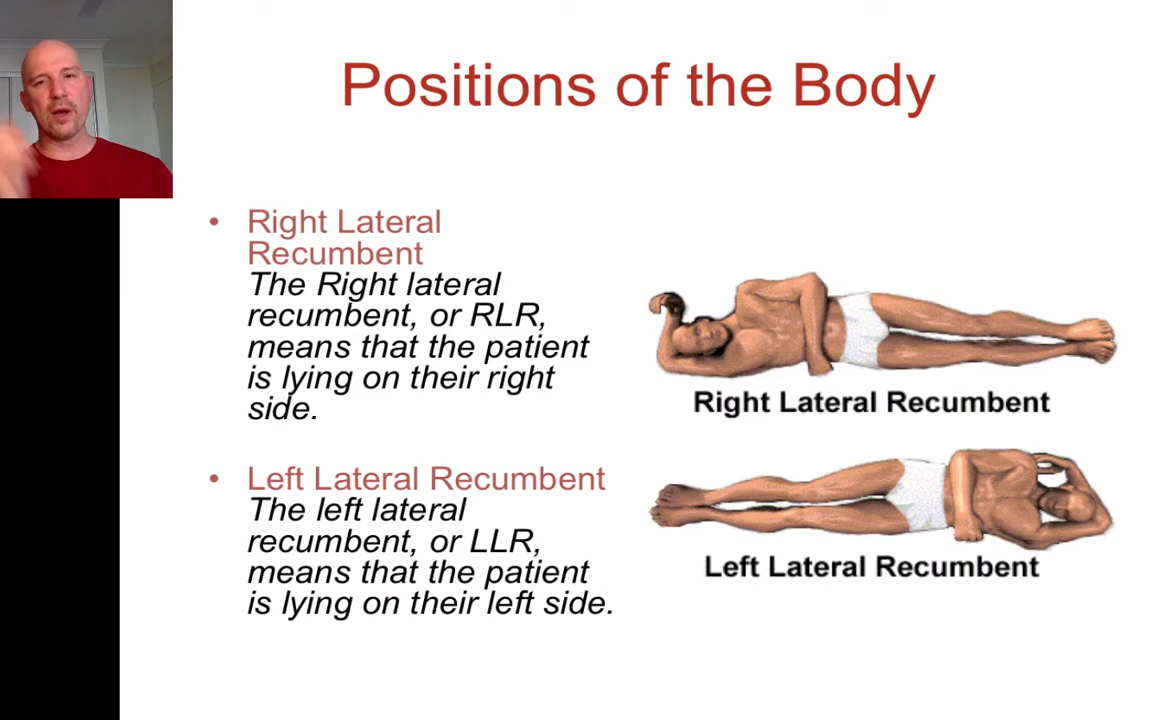 Positions of the Body
• Right Lateral
Recumbent
The Right lateral
recumbent, or RLR,
means that the patient
is lying on their right
side.
• Left Lateral Recumbent
The left lateral
recumbent, or LLR,
means that the patient
is lying on their left side.
Right Lateral Recumbent
Left Lateral Recumbent